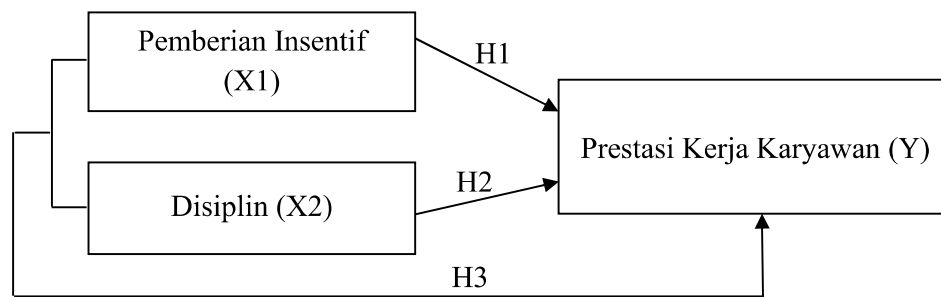 Pemberian Insentif
(X1)
H1
Prestasi Kerja Karyawan (Y)
H2
Disiplin (X2)
H3